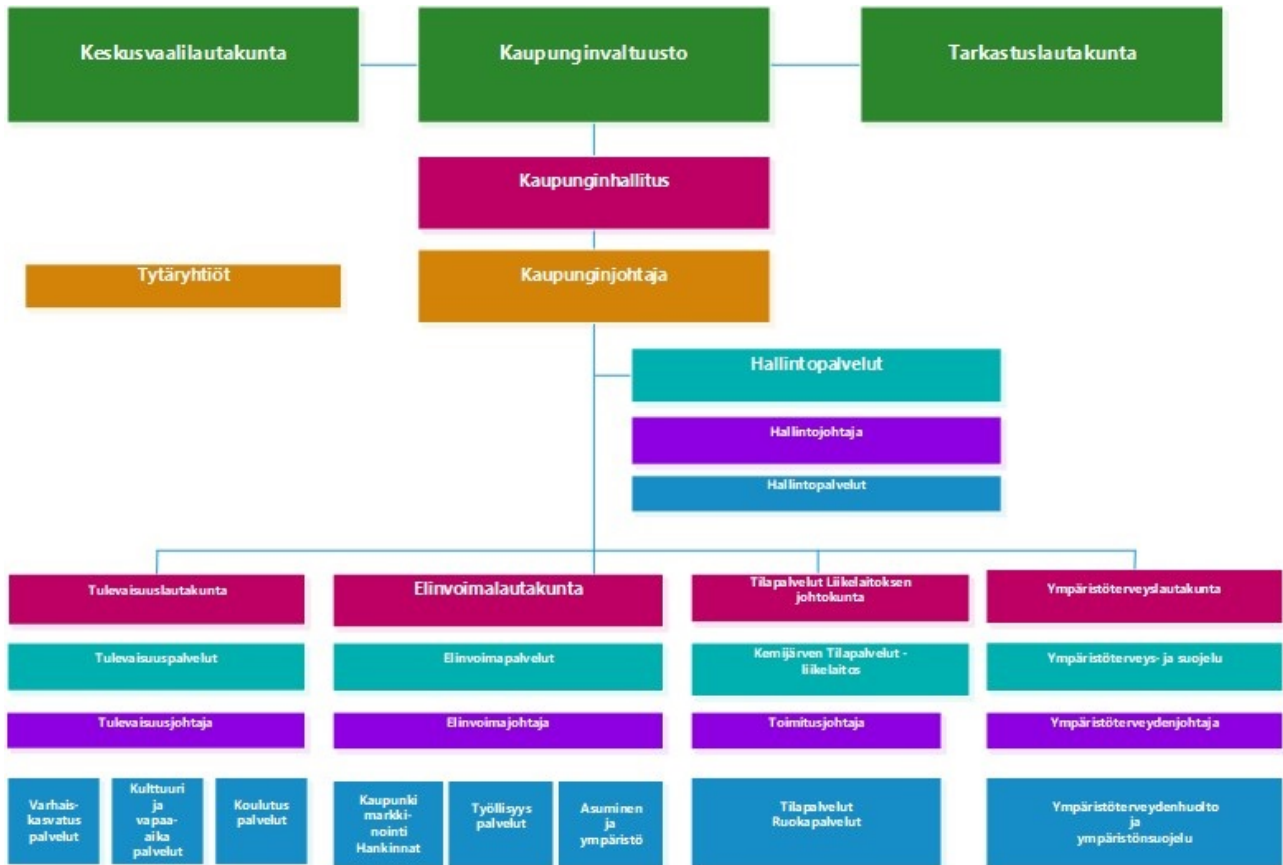 Keskusvaalilautakunta
Kaupunginvaltuusto
Tarkastuslautakunta
Kaupunginhallitus
Tytäryhtiöt
Kaupunginjohtaja
Hallintopalvelut
Hallintojohtaja
Hallintopalvelut
Tulevaisuuslautakunta
Elinvoimalautakunta
Tilapalvelut Liikelaitoksen
johtokunta
Ympäristöterveyslautakunta
Tulevaisuuspalvelut
Elinvoimapalvelut
Kemijärven Tilapalvelut -
liikelaitos
Ympäristöterveys- ja suojelu
Tulevaisuusjohtaja
Elinvoimajohtaja
Toimitusjohtaja
Ympäristöterveydenjohtaja
Varhais-
kasvatus
palvelut
Kulttuuri
ja
vapaa-
aika
palvelut
Koulutus
palvelut
Kaupunki
markki-
nointi
Hankinnat
Työllisyys
palvelut
Asuminen
ja
ympäristö
Tilapalvelut
Ruokapalvelut
Ympäristöterveydenhuolto
ja
ympäristönsuojelu